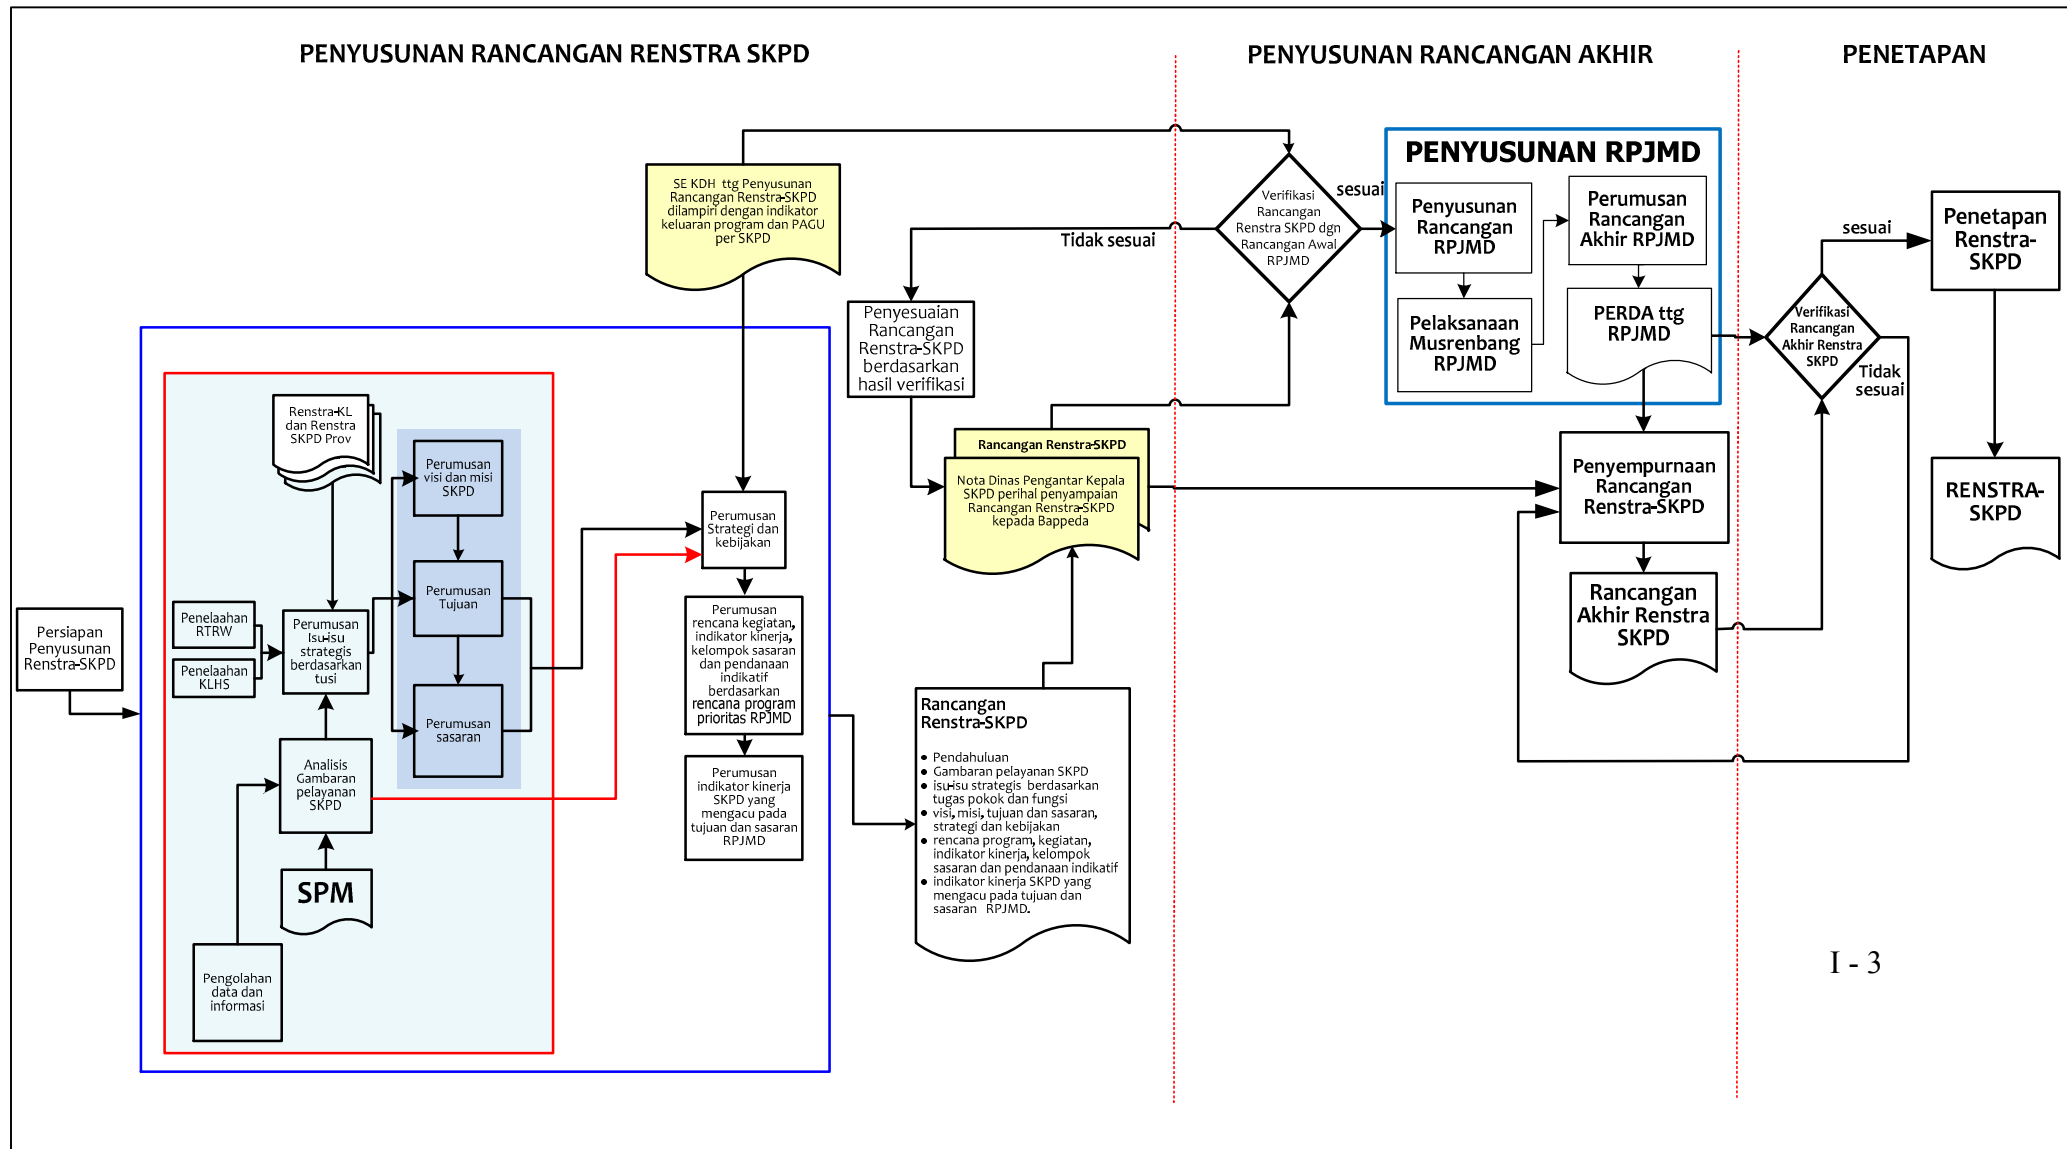 PENYUSUNAN RANCANGAN RENSTRA SKPD
PENYUSUNAN RANCANGAN AKHIR
PENETAPAN
SE KDH ttg Penyusunan
Rancangan Renstra-SKPD
dilampiri dengan indikator
keluaran program dan PAGU
per SKPD
Persiapan
Penyusunan
Renstra-SKPD
Renstra-KL
dan Renstra
SKPD Prov
Penelaahan
RTRW
Penelaahan
KLHS
Perumusan
Isu-isu
strategis
berdasarkan
tusi
Analisis
Gambaran
pelayanan
SKPD
SPM
Pengolahan
data dan
informasi
Perumusan
visi dan misi
SKPD
Perumusan
Tujuan
Perumusan
sasaran
Perumusan
Strategi dan
kebijakan
Perumusan
rencana kegiatan,
indikator kinerja,
kelompok sasaran
dan pendanaan
indikatif
berdasarkan
rencana program
prioritas RPJMD
Perumusan
indikator kinerja
SKPD yang
mengacu pada
tujuan dan sasaran
RPJMD
Tidak sesuai
Penyesuaian
Rancangan
Renstra-SKPD
berdasarkan
hasil verifikasi
Rancangan Renstra-SKPD
Nota Dinas Pengantar Kepala
SKPD perihal penyampaian
Rancangan Renstra-SKPD
kepada Bappeda
Rancangan
Renstra-SKPD
• Pendahuluan
• Gambaran pelayanan SKPD
• isu-isu strategis berdasarkan
tugas pokok dan fungsi
• visi, misi, tujuan dan sasaran,
strategi dan kebijakan
• rencana program, kegiatan,
indikator kinerja, kelompok
sasaran dan pendanaan indikatif
• indikator kinerja SKPD yang
mengacu pada tujuan dan
sasaran RPJMD.
Verifikasi
Rancangan
Renstra SKPD dgn
Rancangan Awal
RPJMD
sesuai
PENYUSUNAN RPJMD
Penyusunan
Rancangan
RPJMD
Pelaksanaan
Musrenbang
RPJMD
Perumusan
Rancangan
Akhir RPJMD
PERDA ttg
RPJMD
Penyempurnaan
Rancangan
Renstra-SKPD
Rancangan
Akhir Renstra
SKPD
Verifikasi
Rancangan
Akhir Renstra
SKPD
sesuai
Tidak
sesuai
Penetapan
Renstra-
SKPD
RENSTRA-
SKPD
I - 3